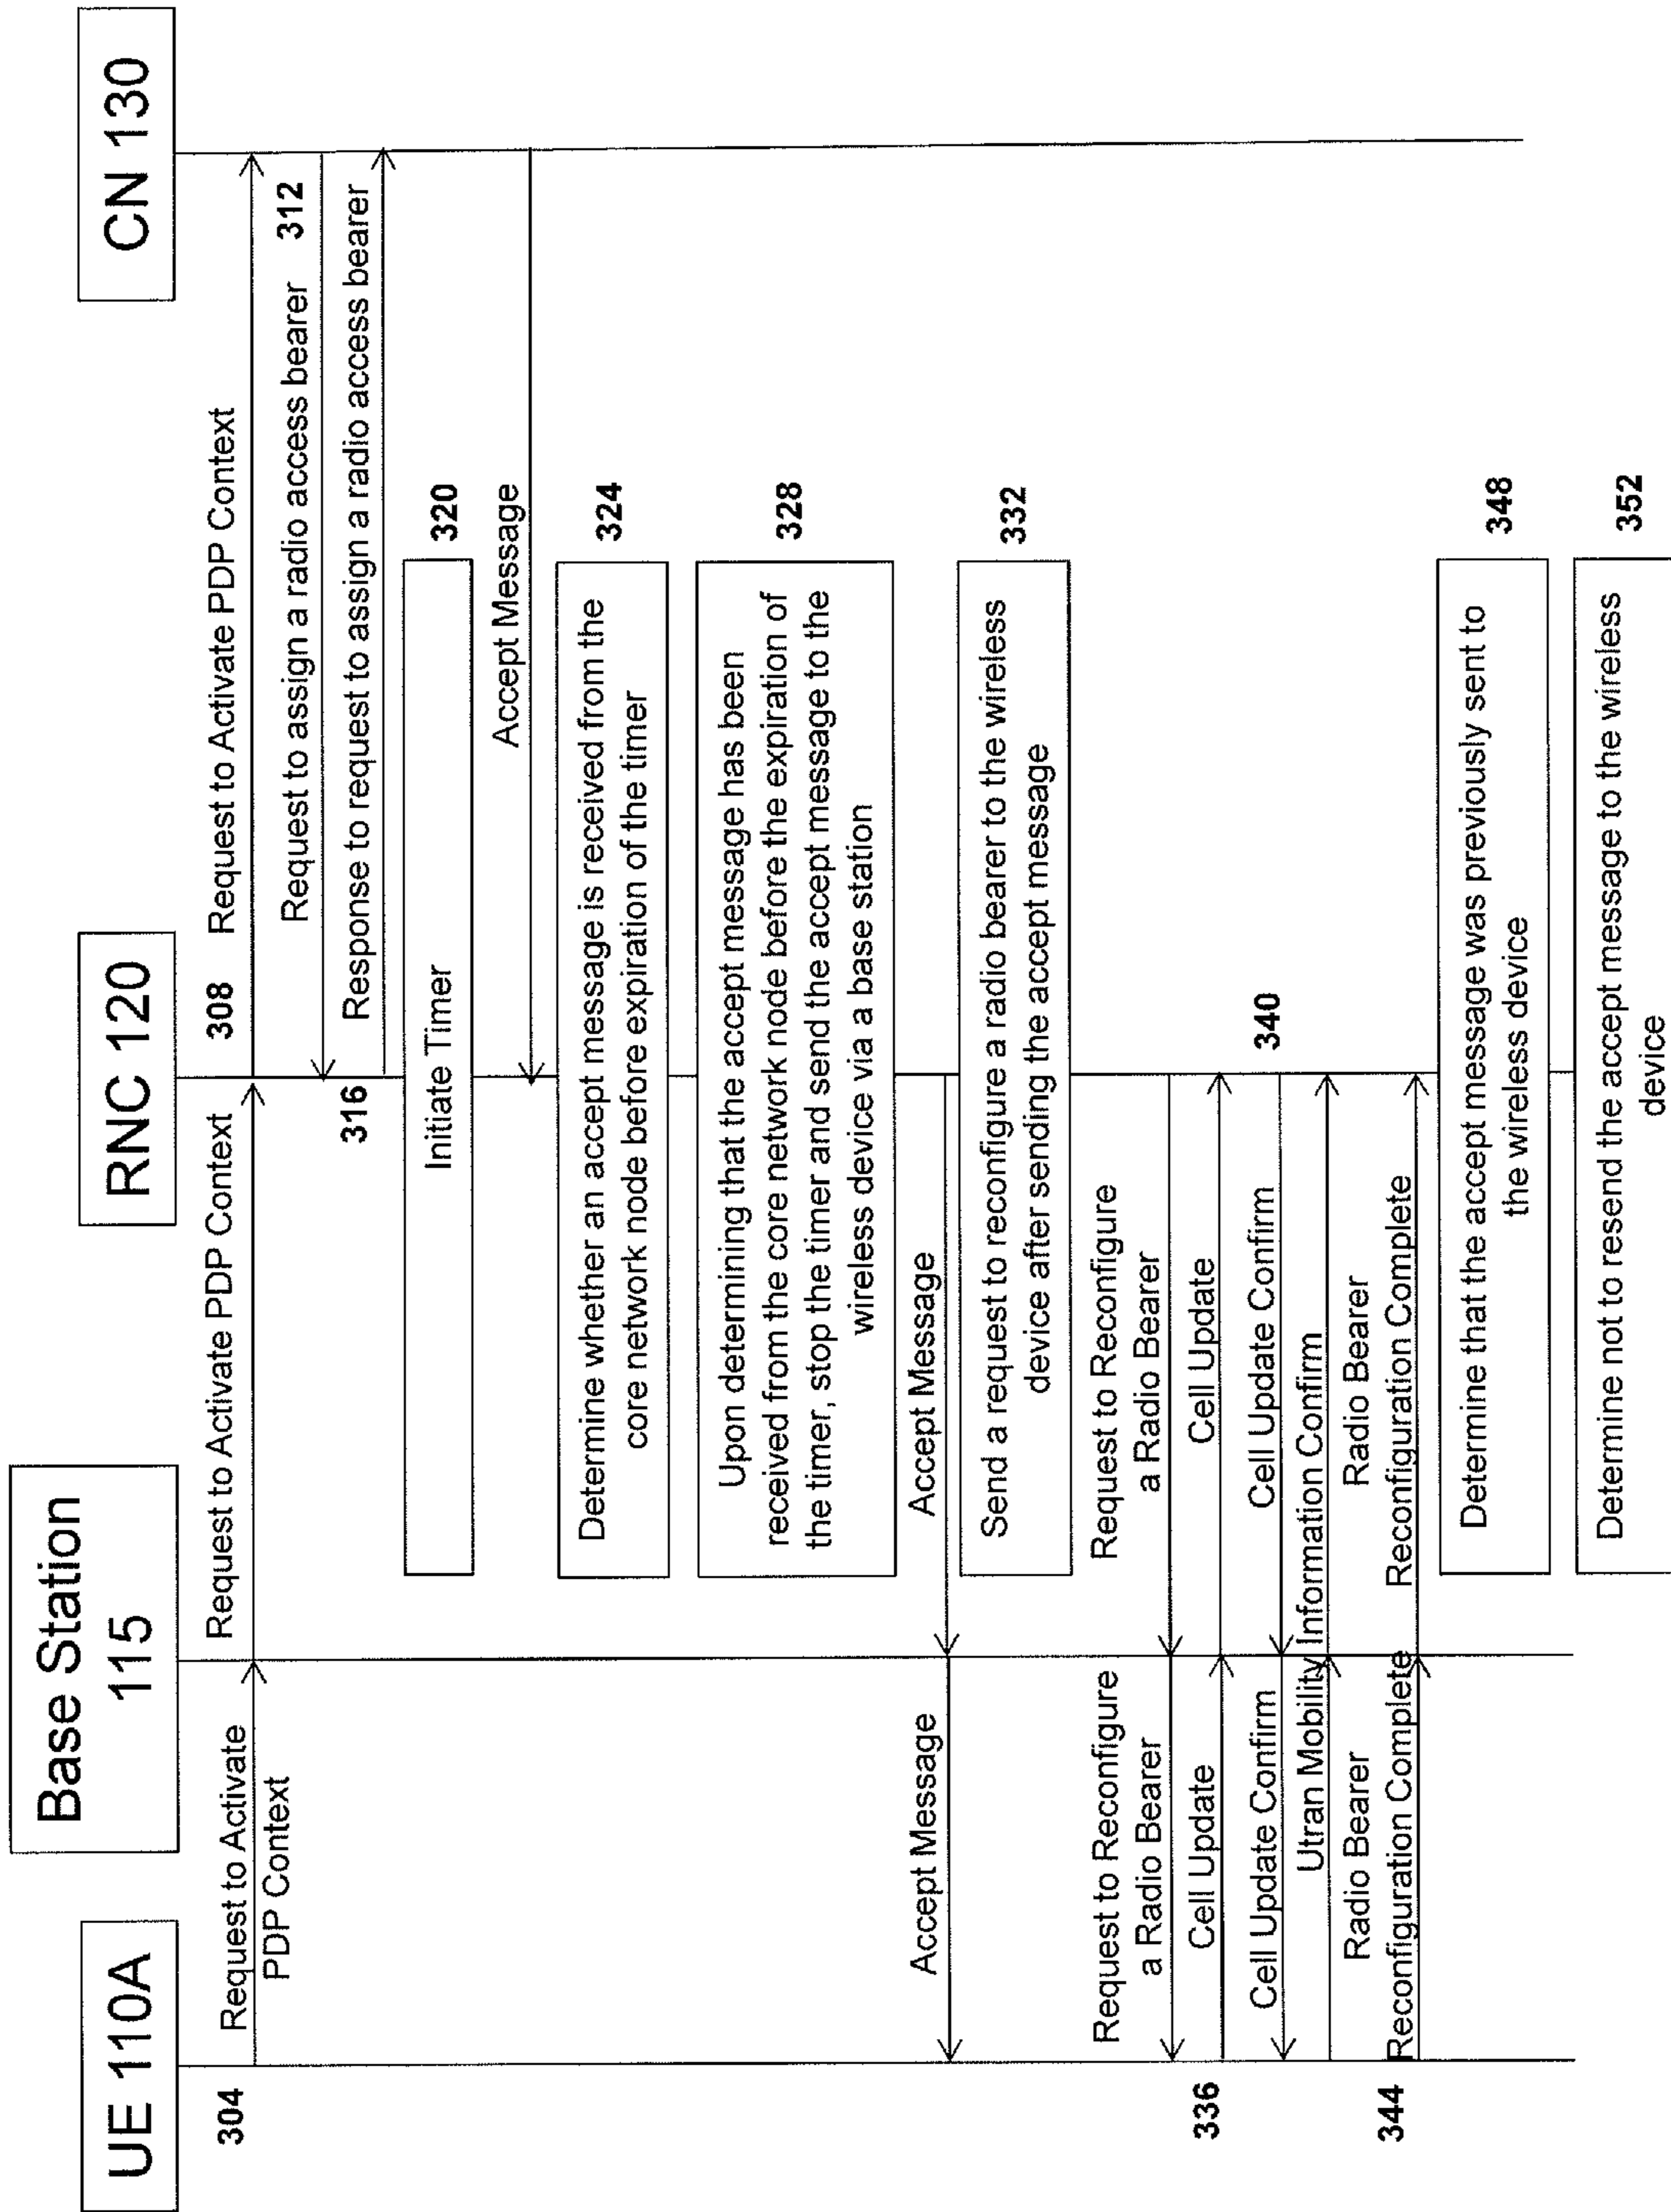 UE 110A
Base Station
115
RNC 120
CN 130
304
Request to Activate
PDP Context
Request to Activate PDP Context
308
Request to Activate PDP Context
Request to assign a radio access bearer
312
316
Response to request to assign a radio access bearer
Initiate Timer
320
Accept Message
Determine whether an accept message is received from the
core network node before expiration of the timer
324
Upon determining that the accept message has been
received from the core network node before the expiration of
the timer, stop the timer and send the accept message to the
wireless device via a base station
328
Accept Message
Accept Message
Send a request to reconfigure a radio bearer to the wireless
device after sending the accept message
332
Request to Reconfigure
a Radio Bearer
Request to Reconfigure
a Radio Bearer
336
Cell Update
Cell Update
Cell Update Confirm
Cell Update Confirm
340
Utran Mobility Information Confirm
344
Radio Bearer
Reconfiguration Complete
Radio Bearer
Reconfiguration Complete
Determine that the accept message was previously sent to
the wireless device
348
Determine not to resend the accept message to the wireless
device
352